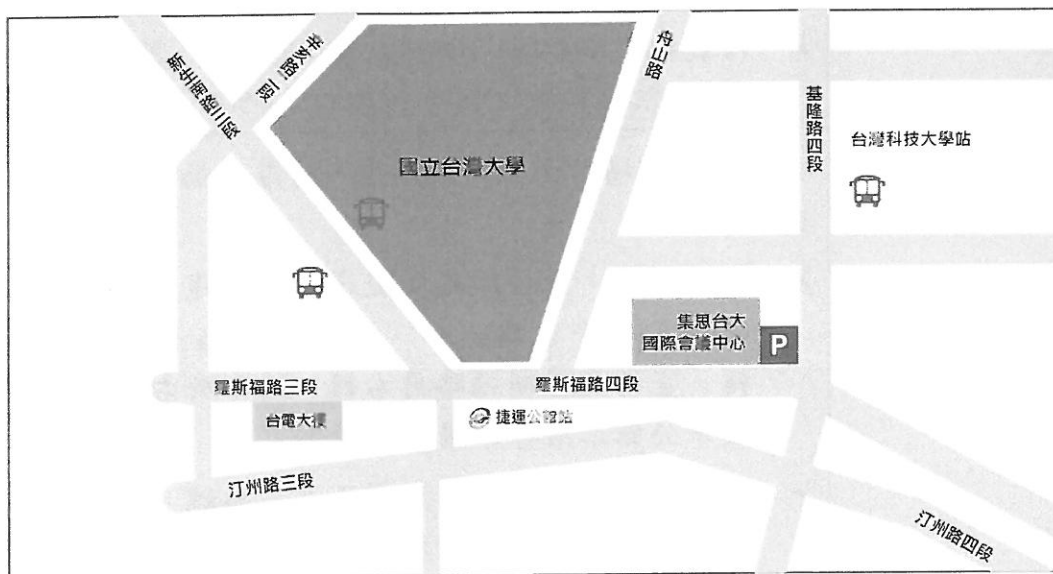 新生南路三段
辛亥路二段
舟山路
基隆路四段
台灣科技大學站
國立台灣大學
集思台大
國際會議中心
P
羅斯福路三段
羅斯福路四段
台電大樓
捷運公館站
汀州路三段
汀州路四段